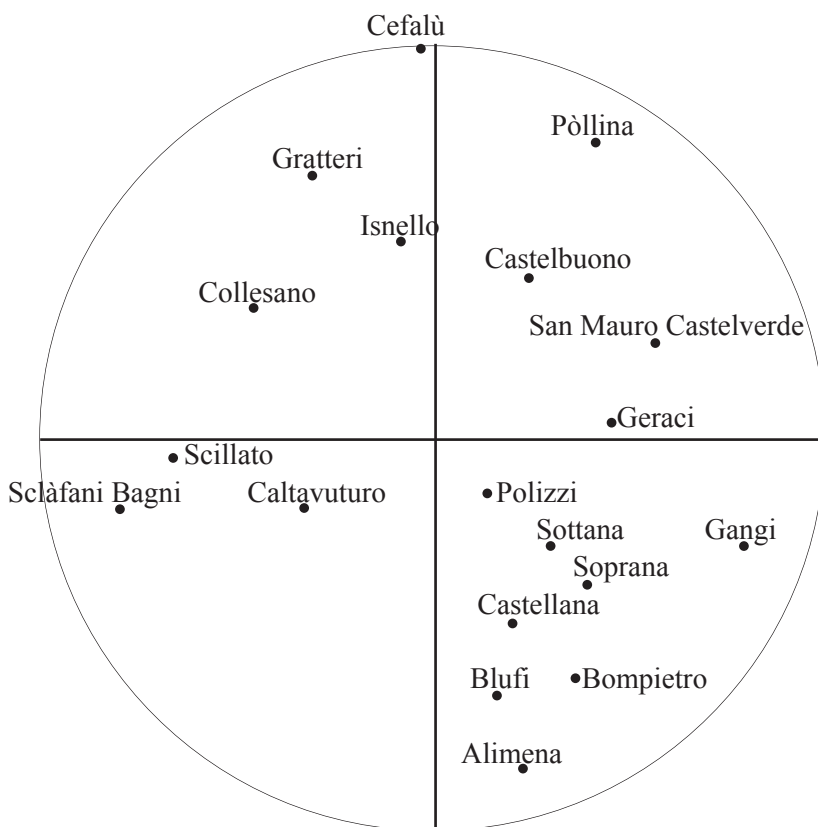 Cefalù
Pòllina
Gratteri
Isnello
Castelbuono
Collesano
San Mauro Castelverde
Geraci
Scillato
Sclàfani Bagni
Caltavuturo
Polizzi
Sottana
Gangi
Soprana
Castellana
Blufi
Bompietro
Alimena